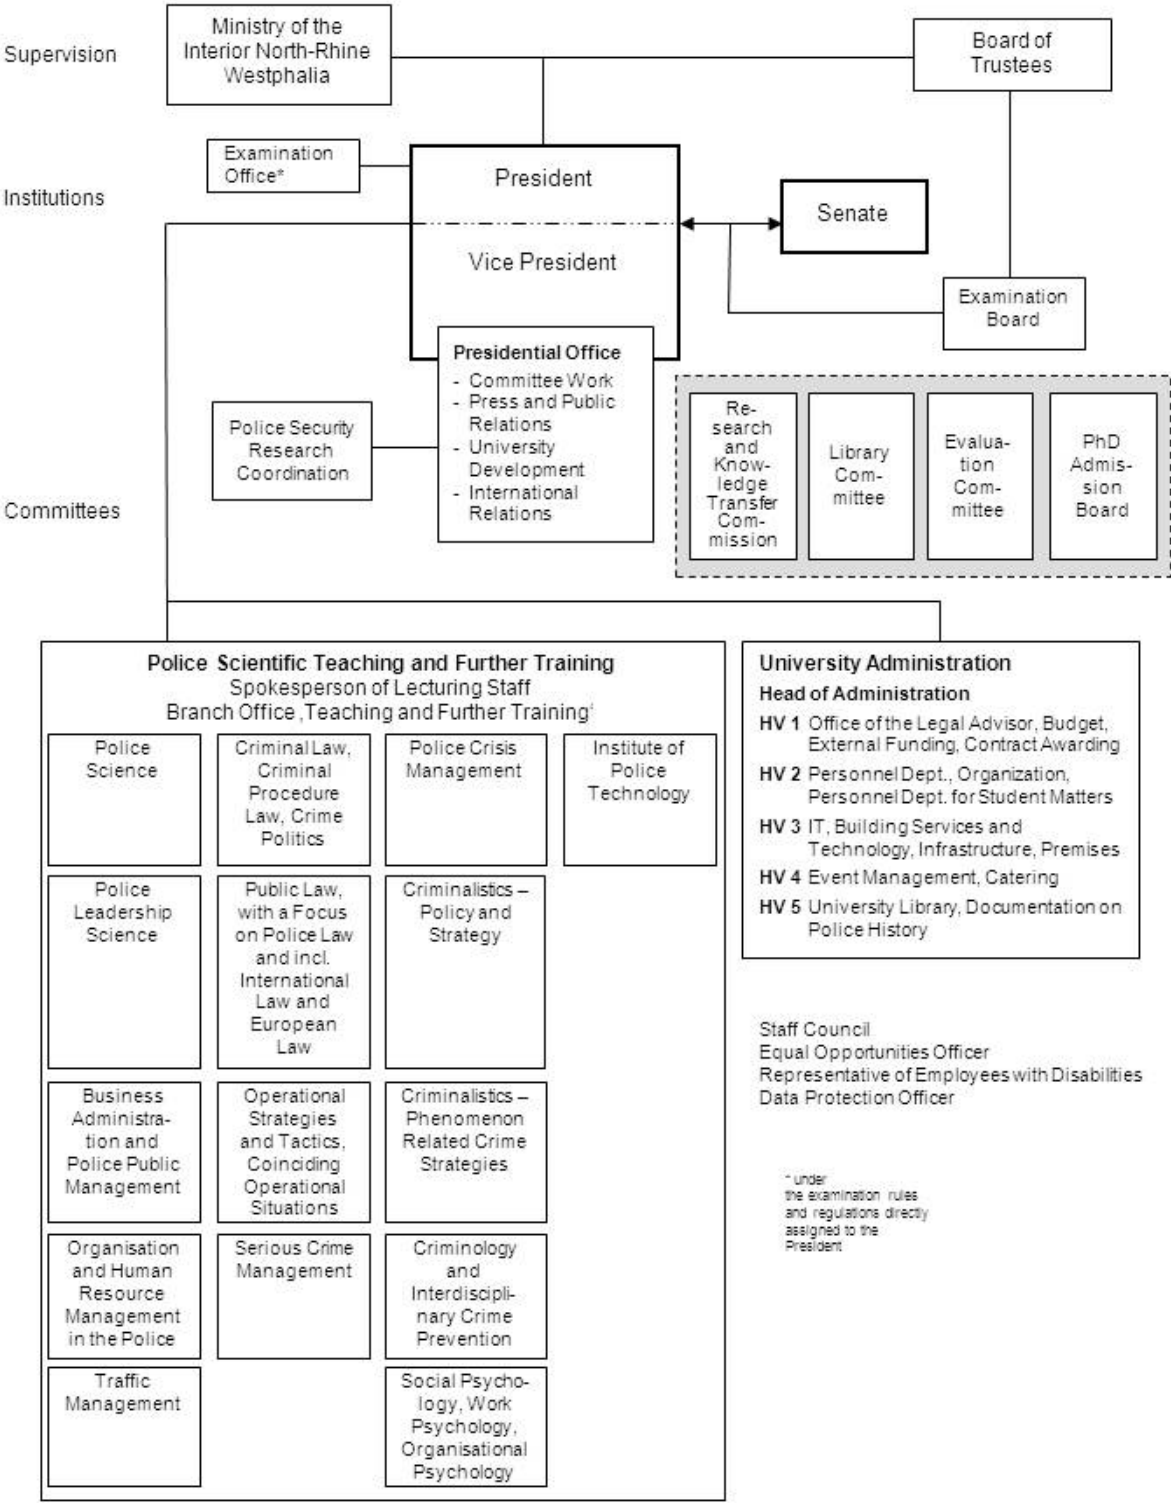 Supervision
Ministry of the
Interior North-Rhine
Westphalia
Board of
Trustees
Institutions
Examination
Office*
President
Vice President
Senate
Examination
Board
Committees
Presidential Office
- Committee Work
- Press and Public
Relations
- University
Development
- International
Relations
Police Security
Research
Coordination
Re-
search
and
Know-
ledge
Transfer
Com-
mission
Library
Com-
mittee
Evalua-
tion
Com-
mittee
PhD
Admis-
sion
Board
Police Scientific Teaching and Further Training
Spokesperson of Lecturing Staff
Branch Office ‚Teaching and Further Training‘
Police
Science
Criminal Law,
Criminal
Procedure
Law, Crime
Politics
Police Crisis
Management
Institute of
Police
Technology
Police
Leadership
Science
Public Law,
with a Focus
on Police Law
and incl.
International
Law and
European
Law
Criminalistics –
Policy and
Strategy
Business
Administra-
tion and
Police Public
Management
Operational
Strategies
and Tactics,
Coinciding
Operational
Situations
Criminalistics –
Phenomenon
Related Crime
Strategies
Organisation
and Human
Resource
Management
in the Police
Serious Crime
Management
Criminology
and
Interdiscipli-
nary Crime
Prevention
Traffic
Management
Social Psycho-
logy, Work
Psychology,
Organisational
Psychology
University Administration
Head of Administration
HV 1 Office of the Legal Advisor, Budget,
External Funding, Contract Awarding
HV 2 Personnel Dept., Organization,
Personnel Dept. for Student Matters
HV 3 IT, Building Services and
Technology, Infrastructure, Premises
HV 4 Event Management, Catering
HV 5 University Library, Documentation on
Police History
Staff Council
Equal Opportunities Officer
Representative of Employees with Disabilities
Data Protection Officer
* under
the examination rules
and regulations directly
assigned to the
President